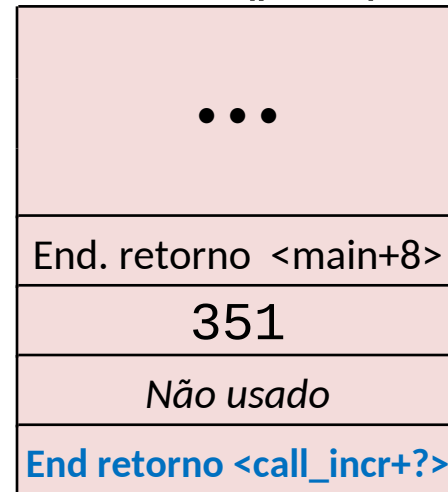 ...
End. retorno <main+8>
351
Não usado
End retorno <call_incr+?>